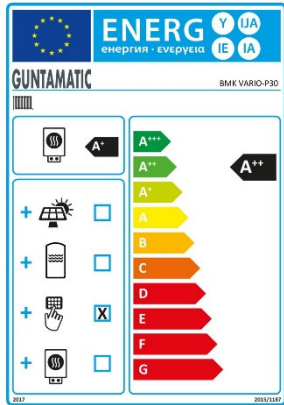 ENERG Y IJA
енергия · ενεργεια IE IA
GUNTAMATIC
BMK VARIO-P30
A+
A+++
A++
A+
A
B
C
D
E
F
G
A++
+
+
+ X
+
2017 2015/1187